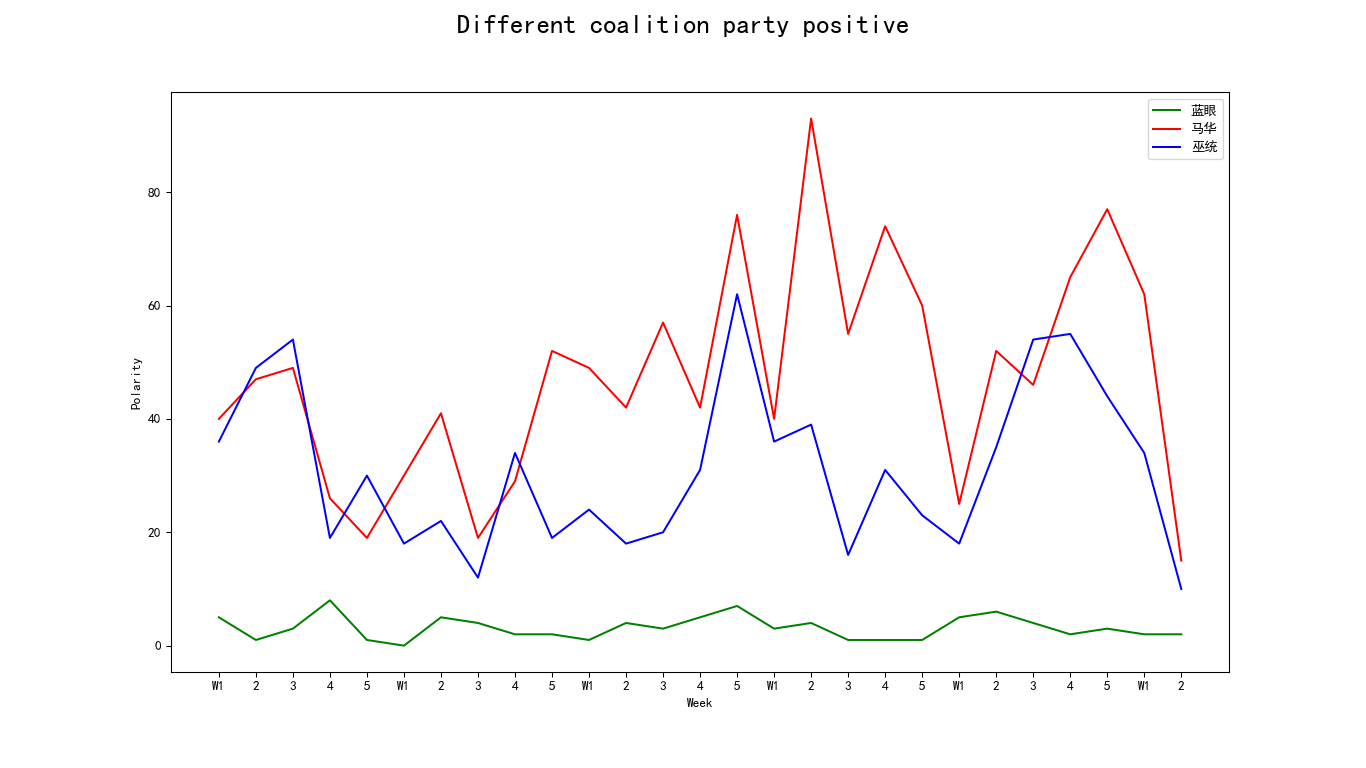 Different coalition party positive
蓝眼
马华
巫统
80
60
40
20
0
Polarity
W1 2 3 4 5 W1 2 3 4 5 W1 2 3 4 5 W1 2 3 4 5 W1 2 3 4 5 W1 2
Week